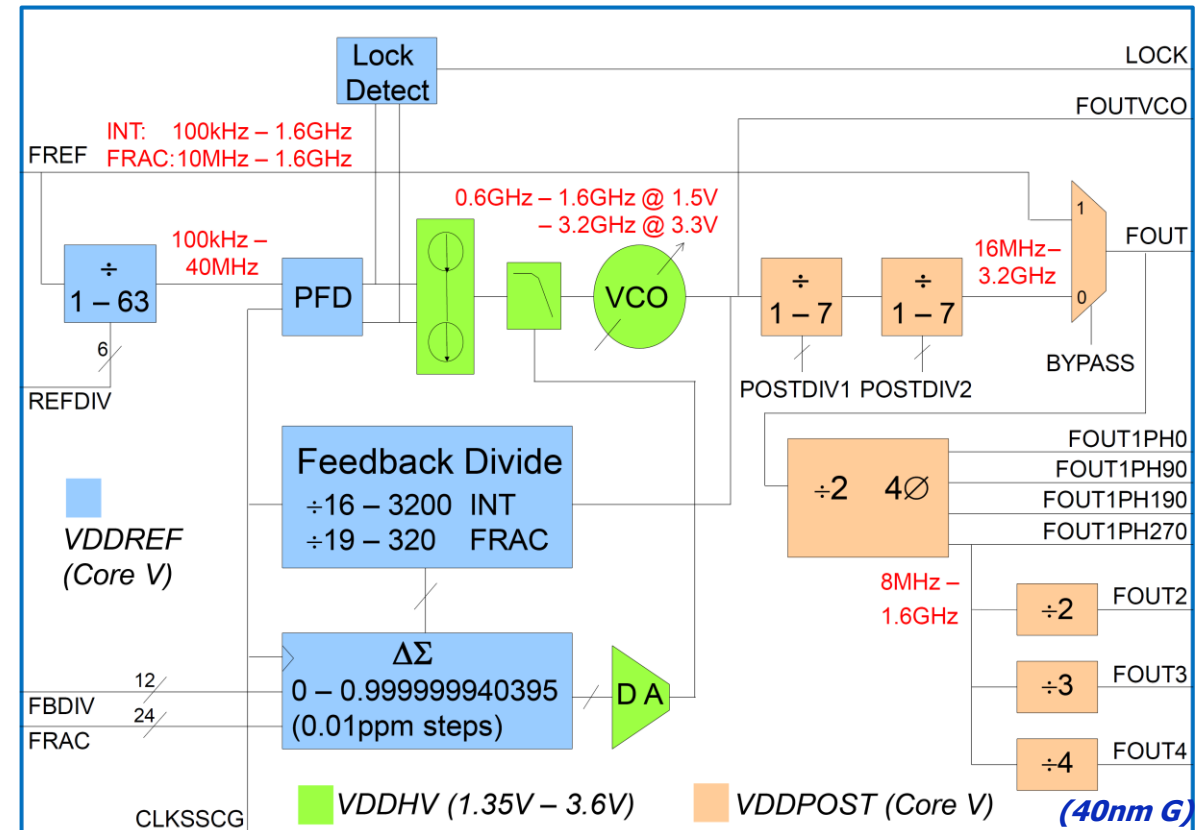 Lock
Detect
LOCK
FOUTVCO
INT: 100kHz – 1.6GHz
FREF
FRAC:10MHz – 1.6GHz
0.6GHz – 1.6GHz @ 1.5V
– 3.2GHz @ 3.3V
1
FOUT
100kHz –
40MHz
16MHz–
3.2GHz
÷
1 – 63
PFD
VCO
÷
1 – 7
÷
1 – 7
0
6
REFDIV
BYPASS
POSTDIV1
POSTDIV2
Feedback Divide
÷16 – 3200 INT
÷19 – 320 FRAC
÷2 4∅
FOUT1PH0
FOUT1PH90
FOUT1PH190
FOUT1PH270
VDDREF
(Core V)
8MHz –
1.6GHz
÷2
FOUT2
ΔΣ
0 – 0.999999940395
(0.01ppm steps)
D A
12
FBDIV
24
FRAC
÷3
FOUT3
÷4
FOUT4
CLKSSCG
VDDHV (1.35V – 3.6V)
VDDPOST (Core V)
(40nm G)